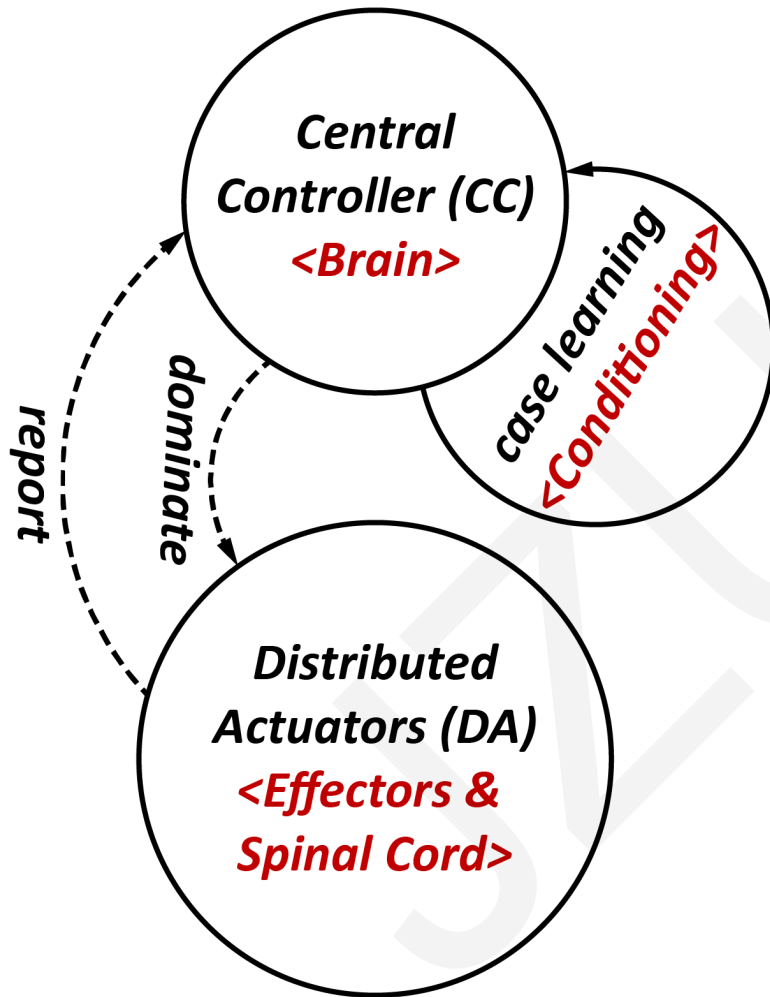 Central
Controller (CC)
<Brain>
case learning
<Conditioning>
dominate
report
Distributed
Actuators (DA)
<Effectors &
Spinal Cord>